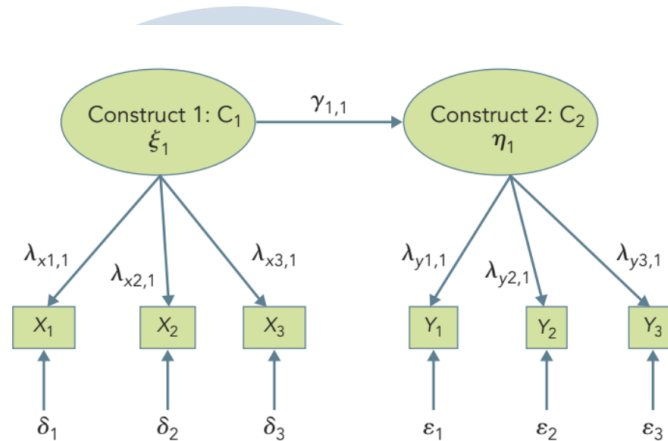 γ1,1
Construct 1: C1
ξ1
Construct 2: C2
η1
λx1,1
λx2,1
λx3,1
λy1,1
λy2,1
λy3,1
X1
X2
X3
Y1
Y2
Y3
δ1
δ2
δ3
ε1
ε2
ε3